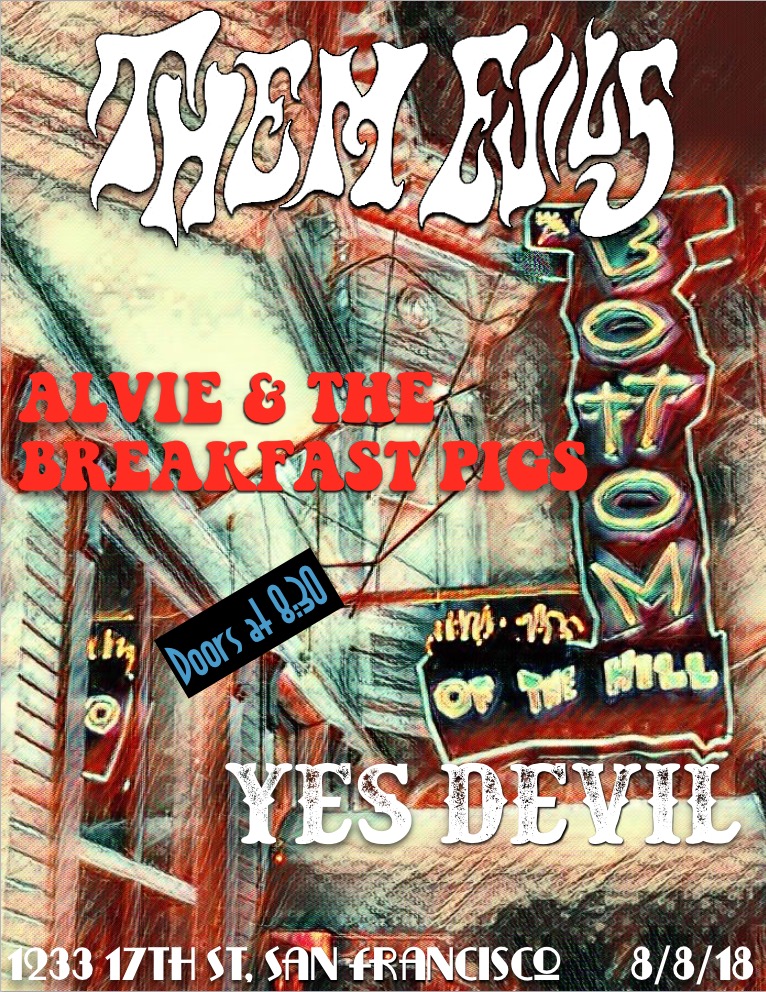 THEM EVILS
BOTTOM
ALVIE & THE
BREAKFAST PIGS
Doors at 8:30
OF THE HILL
YES DEVIL
1233 17TH ST, SAN FRANCISCO 8/8/18